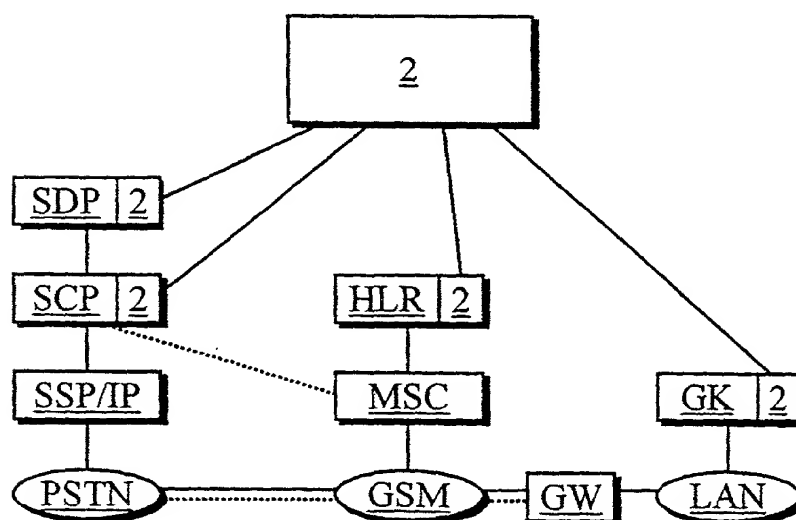 2
SDP 2
SCP 2
HLR 2
SSP/IP
MSC
GK 2
PSTN
GSM
GW
LAN